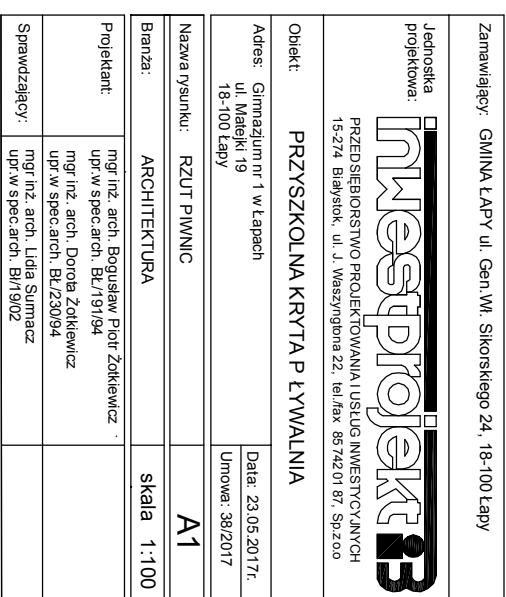 Zamawiający: GMINA ŁAPY ul. Gen.Wł. Sikorskiego 24, 18-100 Łapy
Jednostka
projektowa:
inwestprojekt iB
PRZEDSIĘBIORSTWO PROJEKTOWANIA I USŁUG INWESTYCYJNYCH
15-274 Białystok, ul. J. Waszyngtona 22, tel./fax 85 742 01 87, Sp.z o.o
Obiekt: PRZYSZKOLNA KRYTA P ŁYWALNIA
Adres: Gimnazjum nr 1 w Łapach
ul. Matejki 19
18-100 Łapy
Data: 23.05.2017r.
Umowa: 38/2017
Nazwa rysunku: RZUT PIWNIC A1
Branża: ARCHITEKTURA skala 1:100
Projektant: mgr inż. arch. Bogusław Piotr Żotkiewicz .
upr.w spec.arch. BŁ/191/94
mgr inż. arch. Dorota Żotkiewicz
upr.w spec.arch. BŁ/230/94
Sprawdzający: mgr inż. arch. Lidia Surmacz
upr.w spec.arch. Bł/19/02